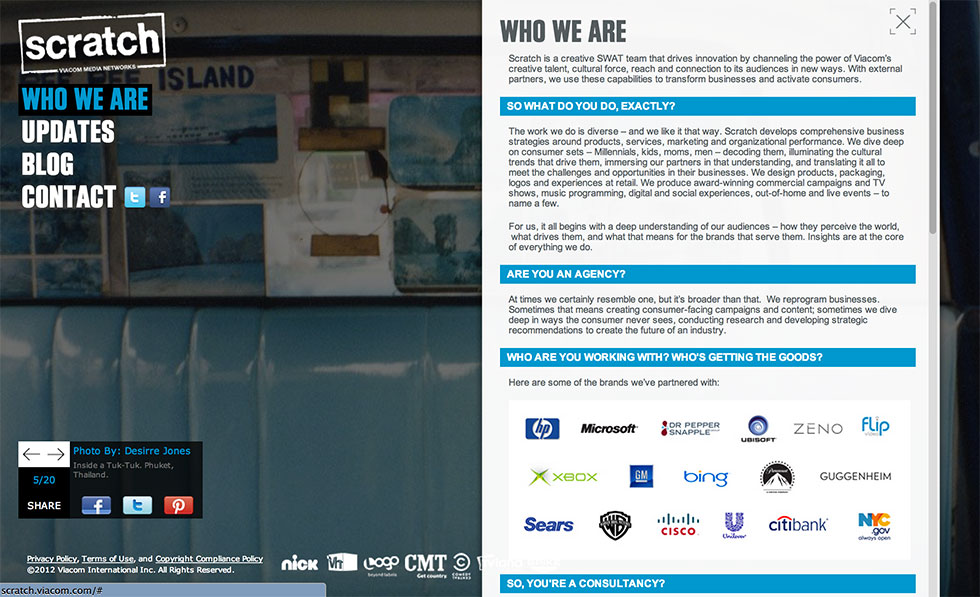 scratch
VIACOM MEDIA NETWORKS
ISLAND
WHO WE ARE
UPDATES
BLOG
CONTACT
Photo By: Desirre Jones
Inside a Tuk-Tuk. Phuket,
Thailand.
5/20
SHARE
Privacy Policy, Terms of Use, and Copyright Compliance Policy
©2012 Viacom International Inc. All Rights Reserved.
nick
Vh1
logo
beyond labels
CMT
Get country
scratch.viacom.com/#
WHO WE ARE
Scratch is a creative SWAT team that drives innovation by channeling the power of Viacom's
creative talent, cultural force, reach and connection to its audiences in new ways. With external
partners, we use these capabilities to transform businesses and activate consumers.
SO WHAT DO YOU DO, EXACTLY?
The work we do is diverse – and we like it that way. Scratch develops comprehensive business
strategies around products, services, marketing and organizational performance. We dive deep
on consumer sets – Millennials, kids, moms, men – decoding them, illuminating the cultural
trends that drive them, immersing our partners in that understanding, and translating it all to
meet the challenges and opportunities in their businesses. We design products, packaging,
logos and experiences at retail. We produce award-winning commercial campaigns and TV
shows, music programming, digital and social experiences, out-of-home and live events – to
name a few.
For us, it all begins with a deep understanding of our audiences – how they perceive the world,
what drives them, and what that means for the brands that serve them. Insights are at the core
of everything we do.
ARE YOU AN AGENCY?
At times we certainly resemble one, but it's broader than that. We reprogram businesses.
Sometimes that means creating consumer-facing campaigns and content; sometimes we dive
deep in ways the consumer never sees, conducting research and developing strategic
recommendations to create the future of an industry.
WHO ARE YOU WORKING WITH? WHO'S GETTING THE GOODS?
Here are some of the brands we've partnered with:
hp Microsoft DR PEPPER SNAPPLE UBISOFT ZENO flip
XBOX GM bing Paramount GUGGENHEIM
Sears WB CISCO Unilever citibank NYC .gov
always open
SO, YOU'RE A CONSULTANCY?